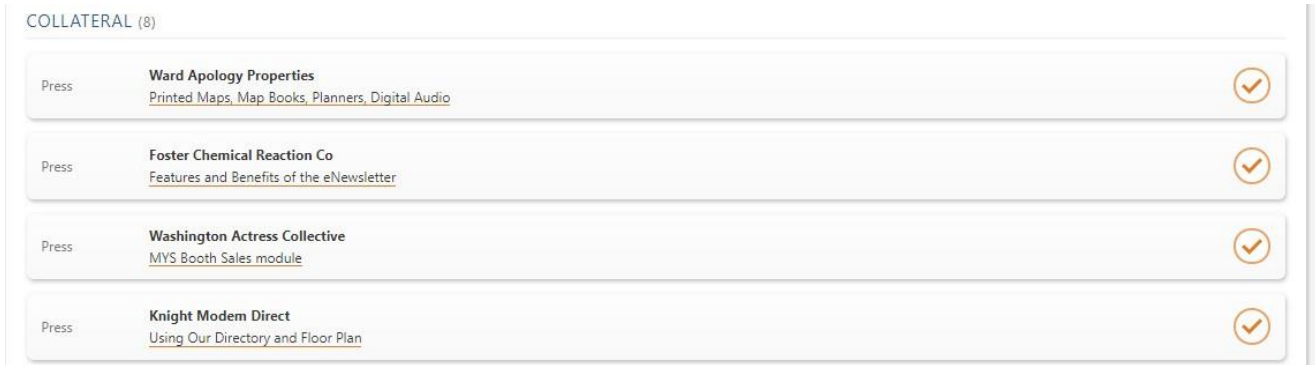 COLLATERAL (8)
Press
Ward Apology Properties
Printed Maps, Map Books, Planners, Digital Audio
Press
Foster Chemical Reaction Co
Features and Benefits of the eNewsletter
Press
Washington Actress Collective
MYS Booth Sales module
Press
Knight Modem Direct
Using Our Directory and Floor Plan